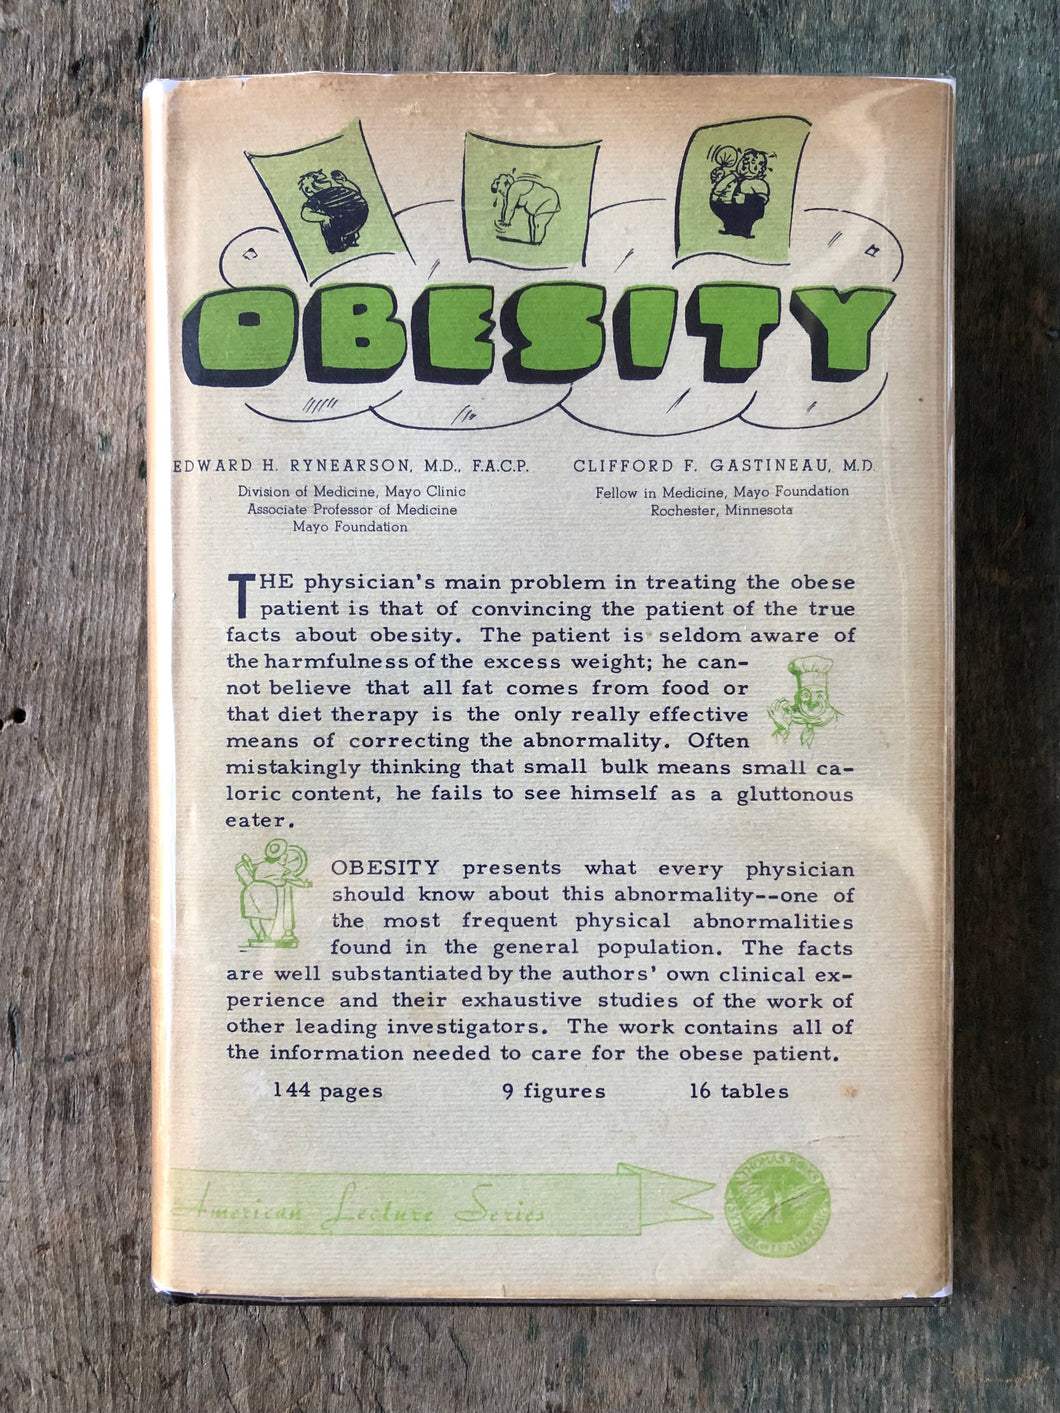 OBESITY
EDWARD H. RYNEARSON, M.D., F.A.C.P.
Division of Medicine, Mayo Clinic
Associate Professor of Medicine
Mayo Foundation
CLIFFORD F. GASTINEAU, M.D.
Fellow in Medicine, Mayo Foundation
Rochester, Minnesota
THE physician's main problem in treating the obese
patient is that of convincing the patient of the true
facts about obesity. The patient is seldom aware of
the harmfulness of the excess weight; he can-
not believe that all fat comes from food or
that diet therapy is the only really effective
means of correcting the abnormality. Often
mistakingly thinking that small bulk means small ca-
loric content, he fails to see himself as a gluttonous
eater.
OBESITY presents what every physician
should know about this abnormality--one of
the most frequent physical abnormalities
found in the general population. The facts
are well substantiated by the authors' own clinical ex-
perience and their exhaustive studies of the work of
other leading investigators. The work contains all of
the information needed to care for the obese patient.
144 pages 9 figures 16 tables
American Lecture Series
THOMAS